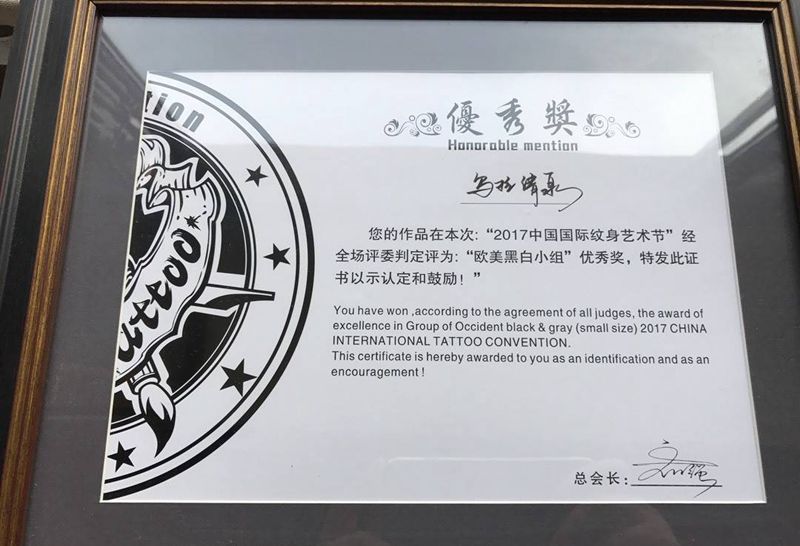 tion
優秀獎
Honorable mention
您的作品在本次:“2017中国国际纹身艺术节”经
全场评委判定评为:“欧美黑白小组”优秀奖，特发此证
书以示认定和鼓励！”
You have won ,according to the agreement of all judges, the award of
excellence in Group of Occident black & gray (small size) 2017 CHINA
INTERNATIONAL TATTOO CONVENTION.
This certificate is hereby awarded to you as an identification and as an
encouragement !
总会长: